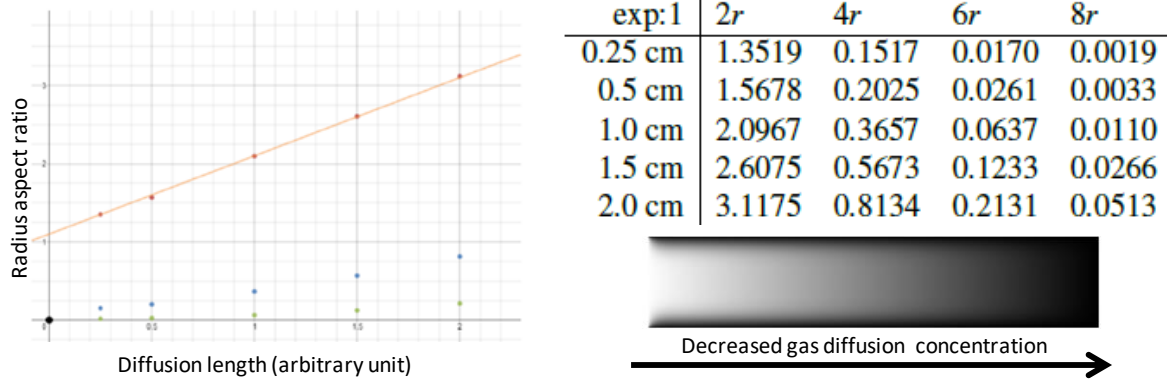 Radius aspect ratio
3
2
1
0
0.5
1
1.5
2
Diffusion length (arbitrary unit)
exp:1 2r 4r 6r 8r
0.25 cm 1.3519 0.1517 0.0170 0.0019
0.5 cm 1.5678 0.2025 0.0261 0.0033
1.0 cm 2.0967 0.3657 0.0637 0.0110
1.5 cm 2.6075 0.5673 0.1233 0.0266
2.0 cm 3.1175 0.8134 0.2131 0.0513
Decreased gas diffusion concentration